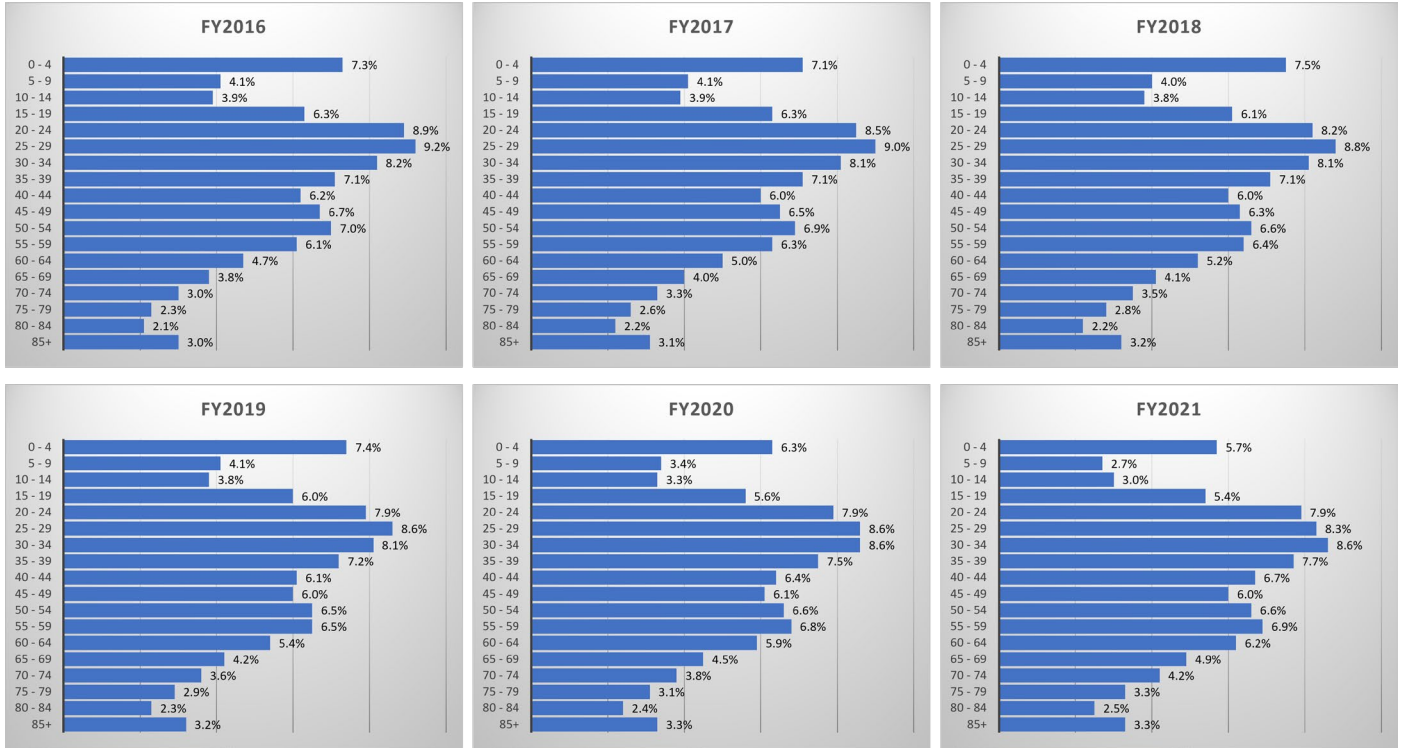 FY2016
0 - 4 7.3%
5 - 9 4.1%
10 - 14 3.9%
15 - 19 6.3%
20 - 24 8.9%
25 - 29 9.2%
30 - 34 8.2%
35 - 39 7.1%
40 - 44 6.2%
45 - 49 6.7%
50 - 54 7.0%
55 - 59 6.1%
60 - 64 4.7%
65 - 69 3.8%
70 - 74 3.0%
75 - 79 2.3%
80 - 84 2.1%
85+ 3.0%
FY2017
0 - 4 7.1%
5 - 9 4.1%
10 - 14 3.9%
15 - 19 6.3%
20 - 24 8.5%
25 - 29 9.0%
30 - 34 8.1%
35 - 39 7.1%
40 - 44 6.0%
45 - 49 6.5%
50 - 54 6.9%
55 - 59 6.3%
60 - 64 5.0%
65 - 69 4.0%
70 - 74 3.3%
75 - 79 2.6%
80 - 84 2.2%
85+ 3.1%
FY2018
0 - 4 7.5%
5 - 9 4.0%
10 - 14 3.8%
15 - 19 6.1%
20 - 24 8.2%
25 - 29 8.8%
30 - 34 8.1%
35 - 39 7.1%
40 - 44 6.0%
45 - 49 6.3%
50 - 54 6.6%
55 - 59 6.4%
60 - 64 5.2%
65 - 69 4.1%
70 - 74 3.5%
75 - 79 2.8%
80 - 84 2.2%
85+ 3.2%
FY2019
0 - 4 7.4%
5 - 9 4.1%
10 - 14 3.8%
15 - 19 6.0%
20 - 24 7.9%
25 - 29 8.6%
30 - 34 8.1%
35 - 39 7.2%
40 - 44 6.1%
45 - 49 6.0%
50 - 54 6.5%
55 - 59 6.5%
60 - 64 5.4%
65 - 69 4.2%
70 - 74 3.6%
75 - 79 2.9%
80 - 84 2.3%
85+ 3.2%
FY2020
0 - 4 6.3%
5 - 9 3.4%
10 - 14 3.3%
15 - 19 5.6%
20 - 24 7.9%
25 - 29 8.6%
30 - 34 8.6%
35 - 39 7.5%
40 - 44 6.4%
45 - 49 6.1%
50 - 54 6.6%
55 - 59 6.8%
60 - 64 5.9%
65 - 69 4.5%
70 - 74 3.8%
75 - 79 3.1%
80 - 84 2.4%
85+ 3.3%
FY2021
0 - 4 5.7%
5 - 9 2.7%
10 - 14 3.0%
15 - 19 5.4%
20 - 24 7.9%
25 - 29 8.3%
30 - 34 8.6%
35 - 39 7.7%
40 - 44 6.7%
45 - 49 6.0%
50 - 54 6.6%
55 - 59 6.9%
60 - 64 6.2%
65 - 69 4.9%
70 - 74 4.2%
75 - 79 3.3%
80 - 84 2.5%
85+ 3.3%